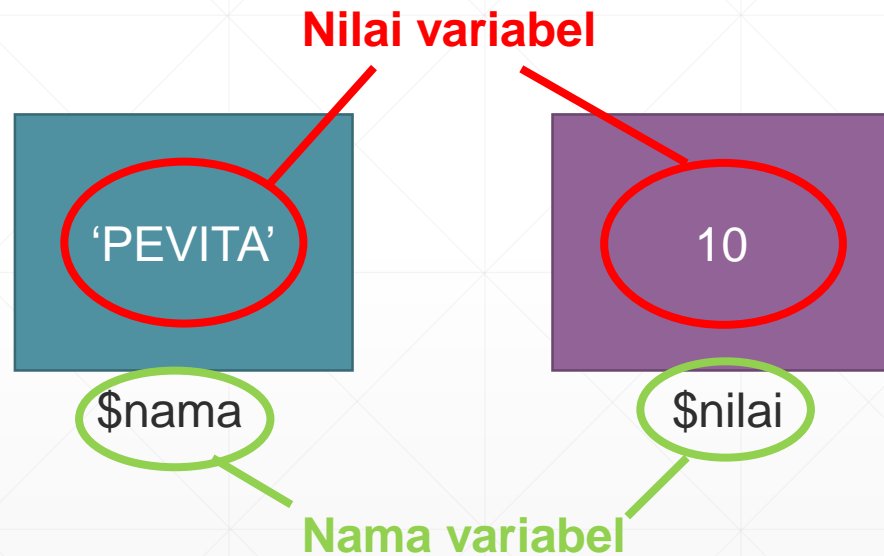 Nilai variabel
‘PEVITA’
10
$nama
$nilai
Nama variabel